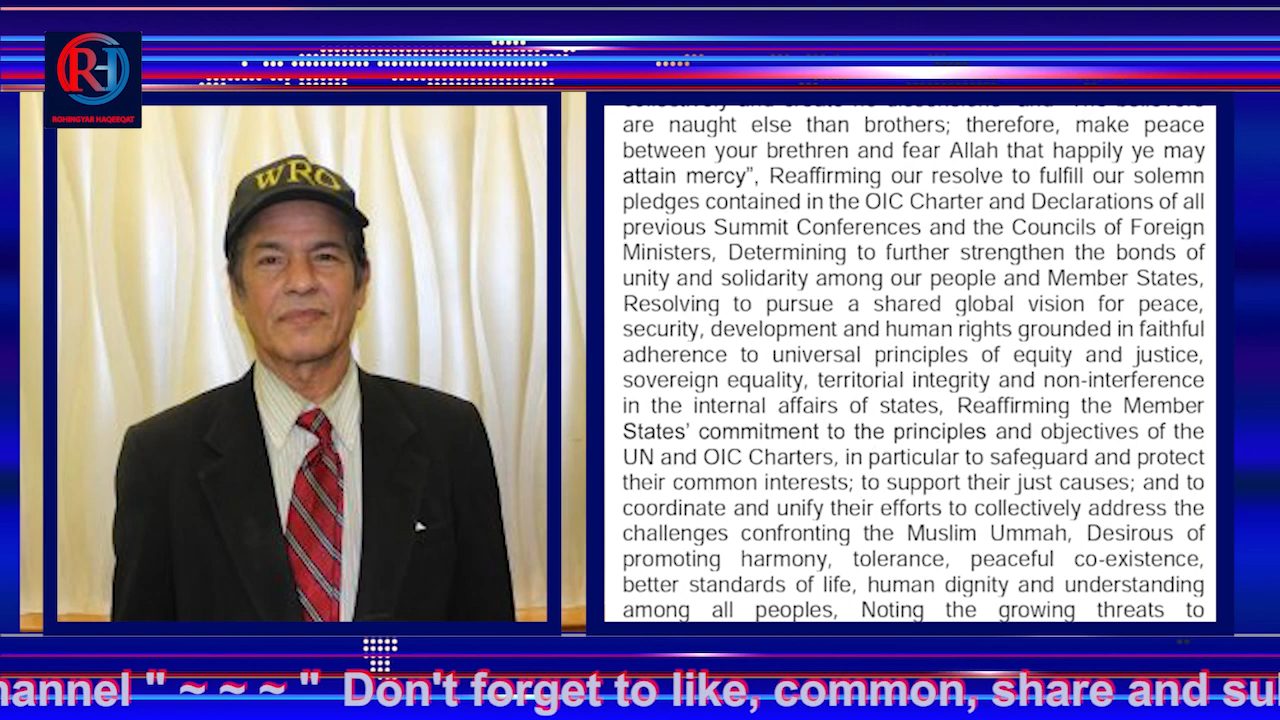 RH
ROHINGYAR HAQEEQAT
WRO
collectively and create no dissensions" and "The believers
are naught else than brothers; therefore, make peace
between your brethren and fear Allah that happily ye may
attain mercy”, Reaffirming our resolve to fulfill our solemn
pledges contained in the OIC Charter and Declarations of all
previous Summit Conferences and the Councils of Foreign
Ministers, Determining to further strengthen the bonds of
unity and solidarity among our people and Member States,
Resolving to pursue a shared global vision for peace,
security, development and human rights grounded in faithful
adherence to universal principles of equity and justice,
sovereign equality, territorial integrity and non-interference
in the internal affairs of states, Reaffirming the Member
States’ commitment to the principles and objectives of the
UN and OIC Charters, in particular to safeguard and protect
their common interests; to support their just causes; and to
coordinate and unify their efforts to collectively address the
challenges confronting the Muslim Ummah, Desirous of
promoting harmony, tolerance, peaceful co-existence,
better standards of life, human dignity and understanding
among all peoples, Noting the growing threats to
hannel " ~ ~ ~ " Don't forget to like, common, share and su